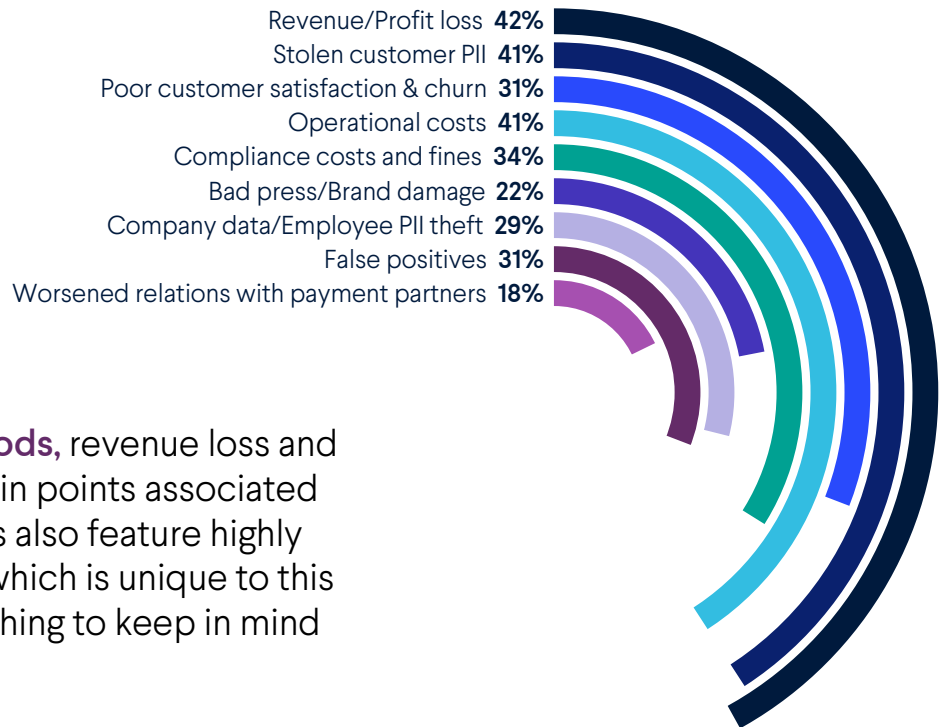 Revenue/Profit loss 42%
Stolen customer PII 41%
Poor customer satisfaction & churn 31%
Operational costs 41%
Compliance costs and fines 34%
Bad press/Brand damage 22%
Company data/Employee PII theft 29%
False positives 31%
Worsened relations with payment partners 18%
ods, revenue loss and
in points associated
s also feature highly
which is unique to this
hing to keep in mind